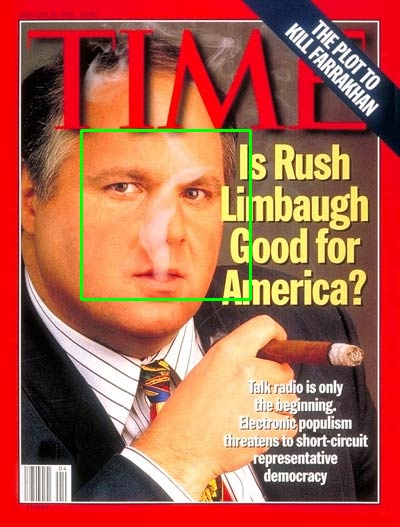 TIME
THE PLOT TO
KILL FARRAKHAN
Is Rush
Limbaugh
Good for
America?
Talk radio is only
the beginning.
Electronic populism
threatens to short-circuit
representative
democracy
04